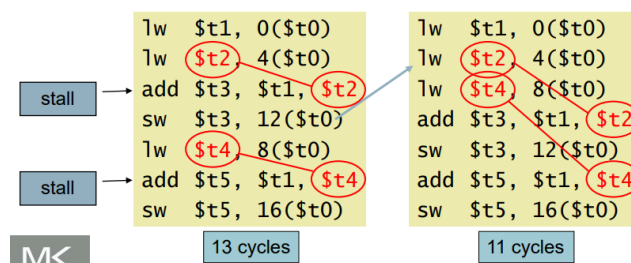 lw $t1, 0($t0)
lw $t2, 4($t0)
add $t3, $t1, $t2
sw $t3, 12($t0)
lw $t4, 8($t0)
add $t5, $t1, $t4
sw $t5, 16($t0)
stall
stall
13 cycles
lw $t1, 0($t0)
lw $t2, 4($t0)
lw $t4, 8($t0)
add $t3, $t1, $t2
sw $t3, 12($t0)
add $t5, $t1, $t4
sw $t5, 16($t0)
11 cycles
MK